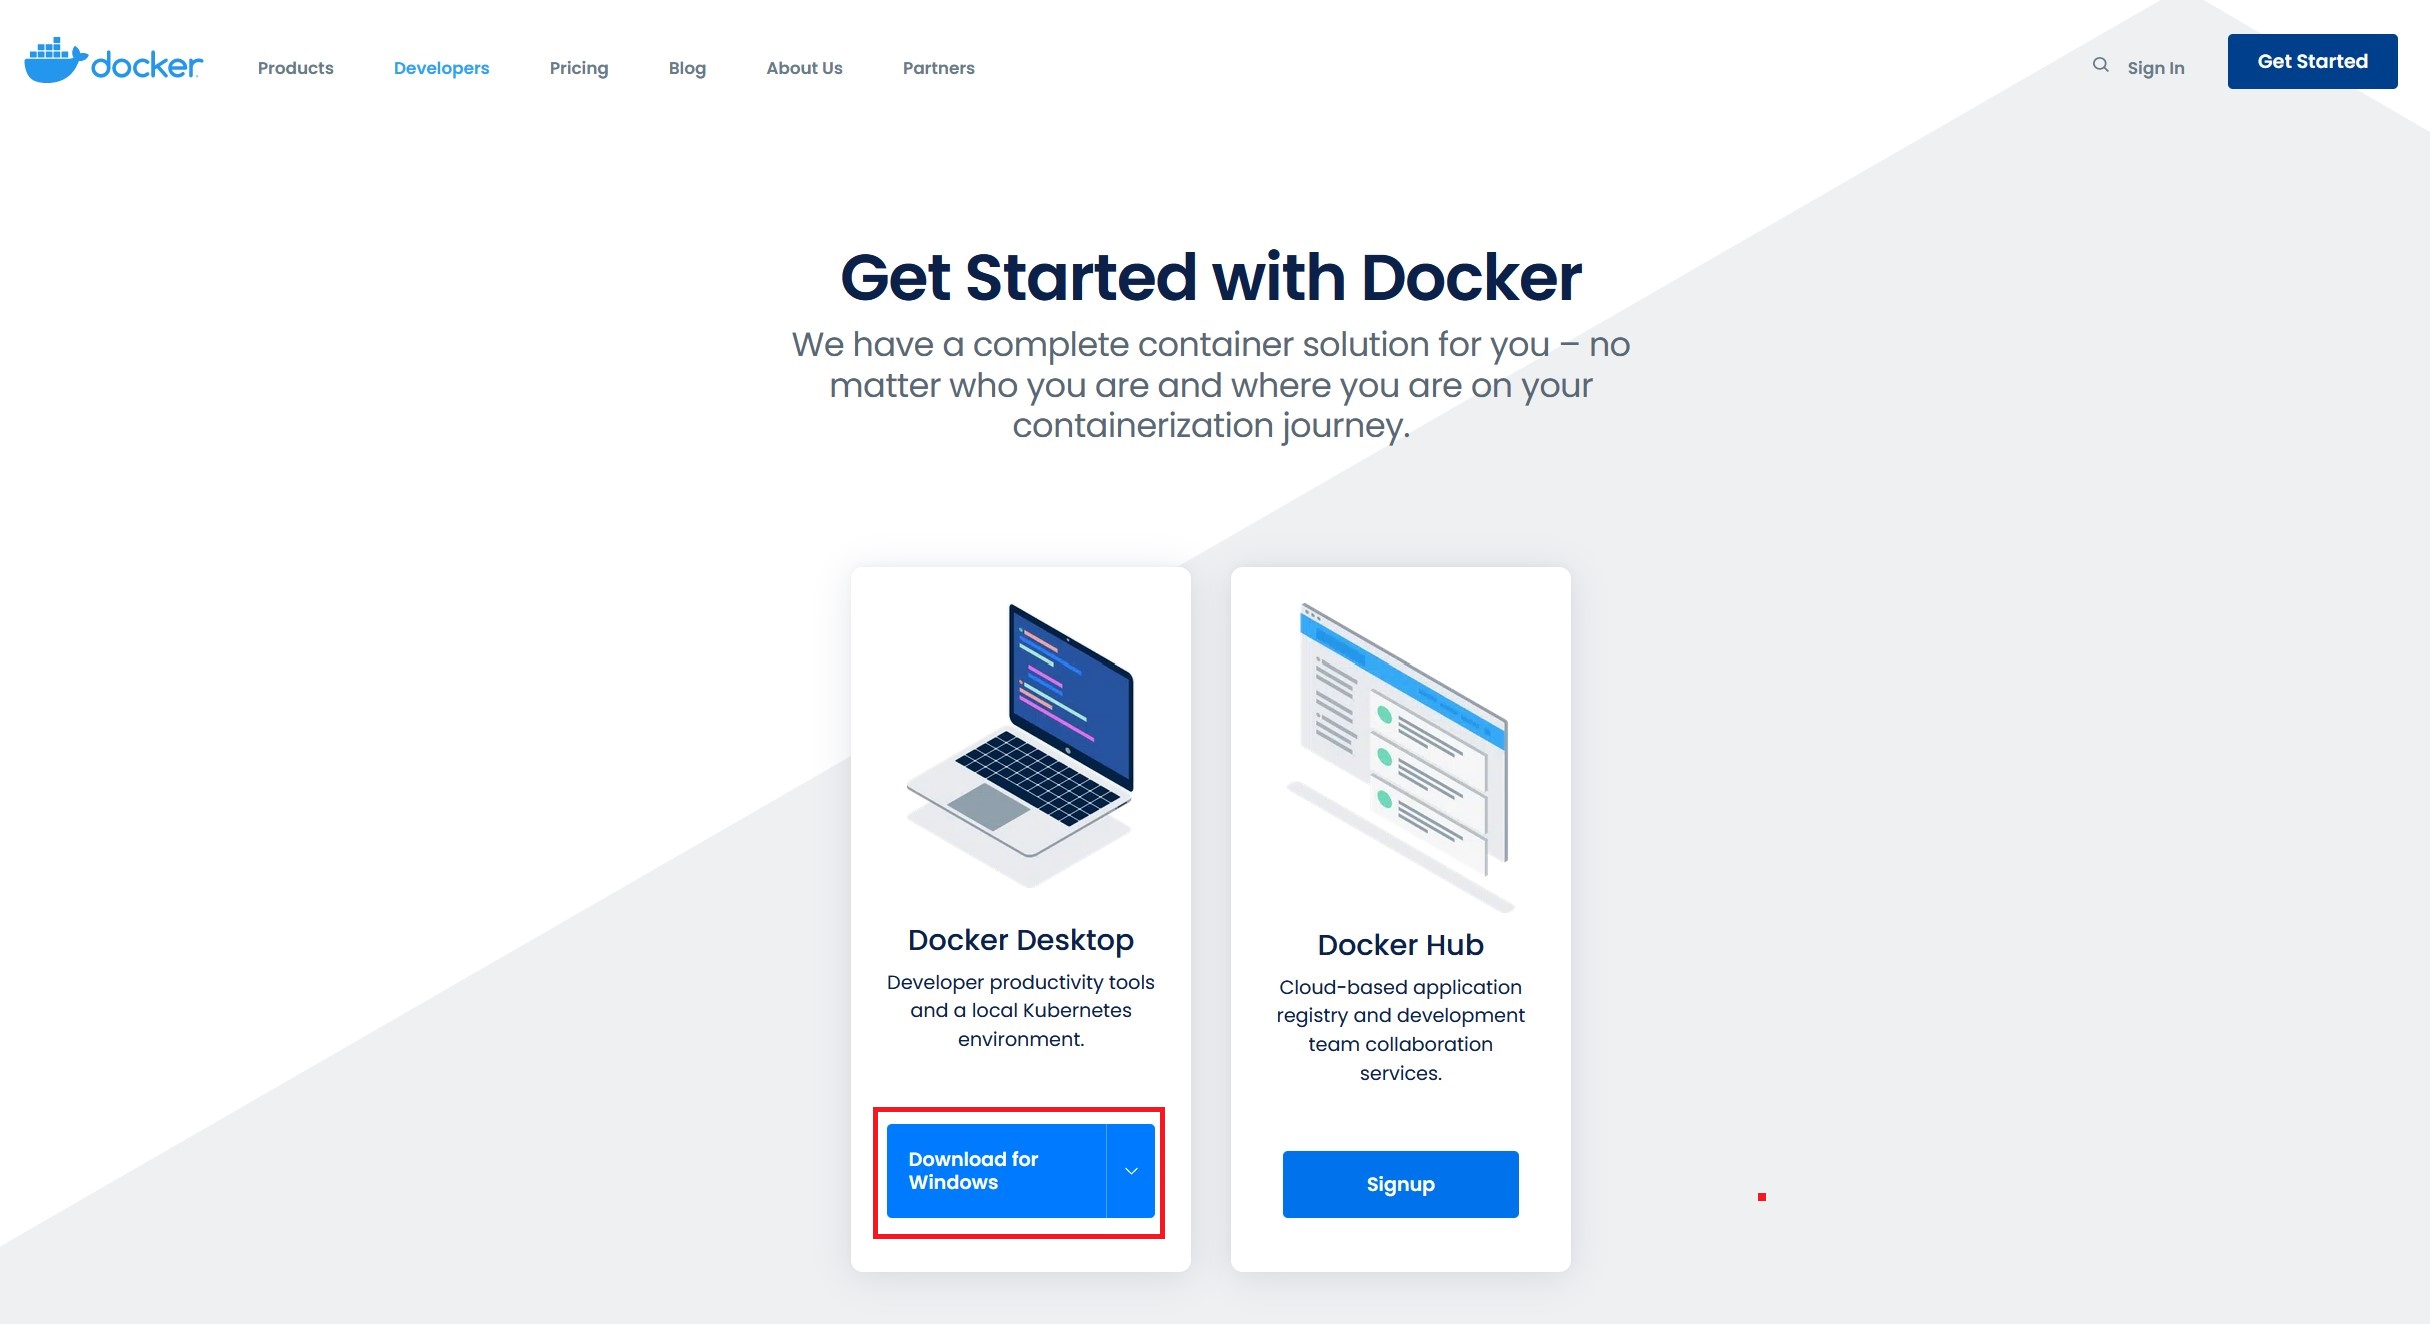 docker
Products
Developers
Pricing
Blog
About Us
Partners
Sign In
Get Started
Get Started with Docker
We have a complete container solution for you – no
matter who you are and where you are on your
containerization journey.
Docker Desktop
Developer productivity tools
and a local Kubernetes
environment.
Download for
Windows
Docker Hub
Cloud-based application
registry and development
team collaboration
services.
Signup